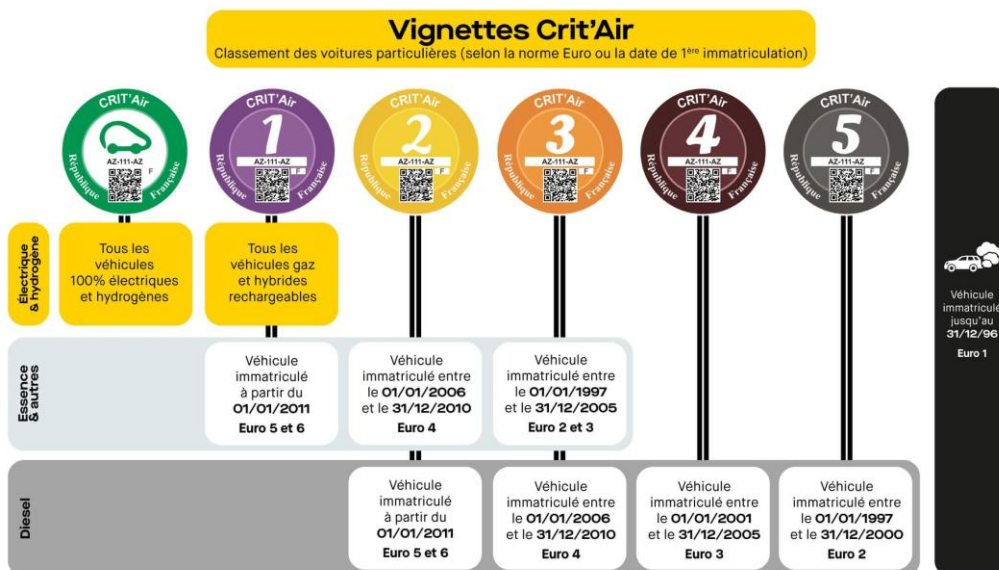 Vignettes Crit'Air
Classement des voitures particulières (selon la norme Euro ou la date de 1ère immatriculation)
CRIT'Air
AZ-111-AZ
F
République Française
CRIT'Air
1
AZ-111-AZ
F
République Française
CRIT'Air
2
AZ-111-AZ
F
République Française
CRIT'Air
3
AZ-111-AZ
F
République Française
CRIT'Air
4
AZ-111-AZ
F
République Française
CRIT'Air
5
AZ-111-AZ
F
République Française
Électrique
& hydrogène
Tous les
véhicules
100% électriques
et hydrogènes
Tous les
véhicules gaz
et hybrides
rechargeables
Essence
& autres
Véhicule
immatriculé
à partir du
01/01/2011
Euro 5 et 6
Véhicule
immatriculé entre
le 01/01/2006
et le 31/12/2010
Euro 4
Véhicule
immatriculé entre
le 01/01/1997
et le 31/12/2005
Euro 2 et 3
Diesel
Véhicule
immatriculé
à partir du
01/01/2011
Euro 5 et 6
Véhicule
immatriculé entre
le 01/01/2006
et le 31/12/2010
Euro 4
Véhicule
immatriculé entre
le 01/01/2001
et le 31/12/2005
Euro 3
Véhicule
immatriculé entre
le 01/01/1997
et le 31/12/2000
Euro 2
Véhicule
immatriculé
jusqu'au
31/12/96
Euro 1